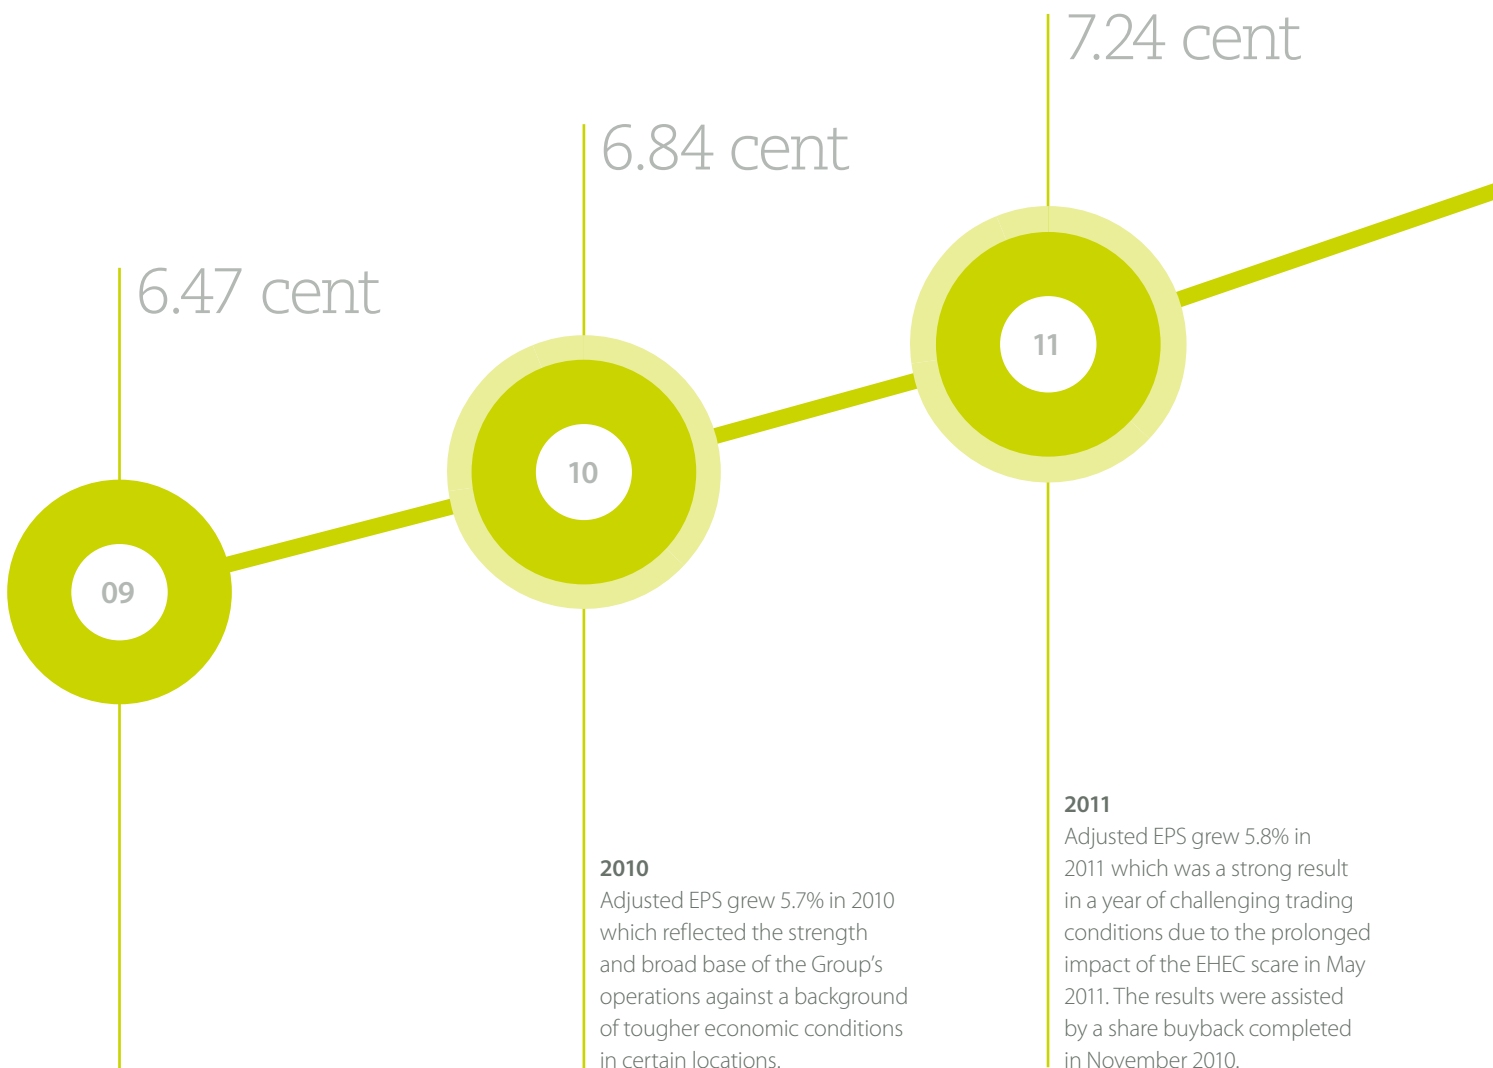 7.24 cent
6.84 cent
6.47 cent
11
10
09
2010
Adjusted EPS grew 5.7% in 2010
which reflected the strength
and broad base of the Group’s
operations against a background
of tougher economic conditions
in certain locations.
2011
Adjusted EPS grew 5.8% in
2011 which was a strong result
in a year of challenging trading
conditions due to the prolonged
impact of the EHEC scare in May
2011. The results were assisted
by a share buyback completed
in November 2010.